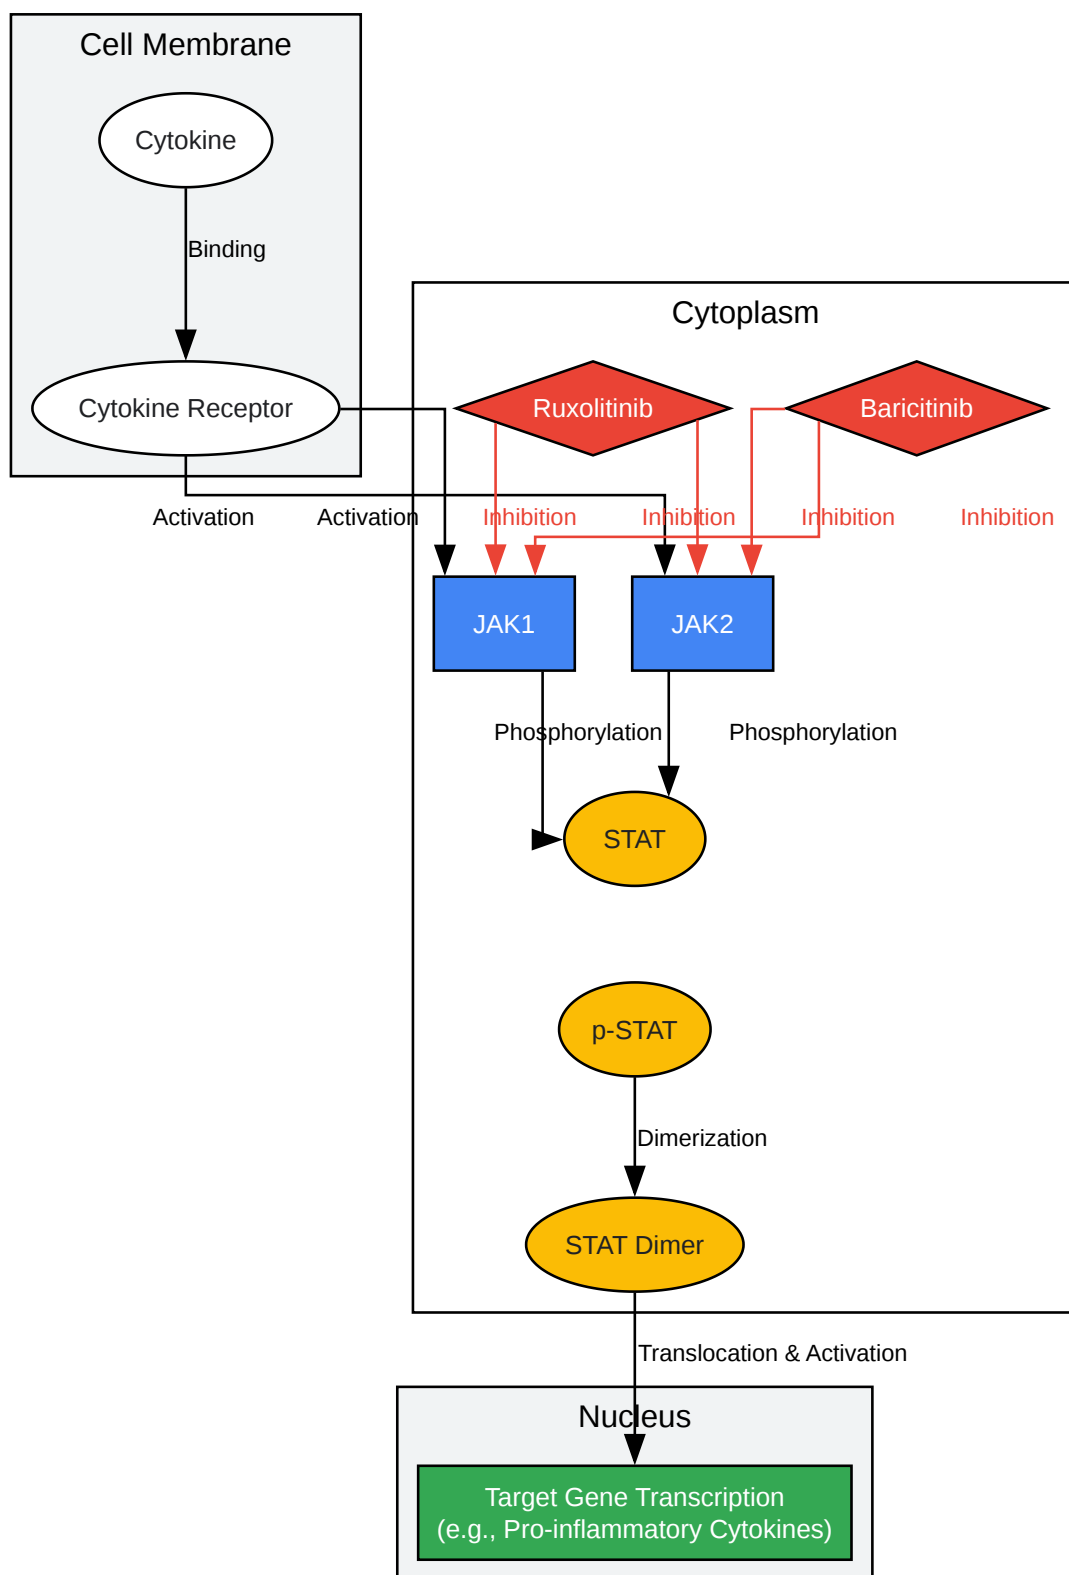 Cell Membrane
Cytokine
Binding
Cytoplasm
Cytokine Receptor
Ruxolitinib
Baricitinib
Activation
Activation
Inhibition
Inhibition
Inhibition
Inhibition
JAK1
JAK2
Phosphorylation
Phosphorylation
STAT
p-STAT
Dimerization
STAT Dimer
Translocation & Activation
Nucleus
Target Gene Transcription
(e.g., Pro-inflammatory Cytokines)